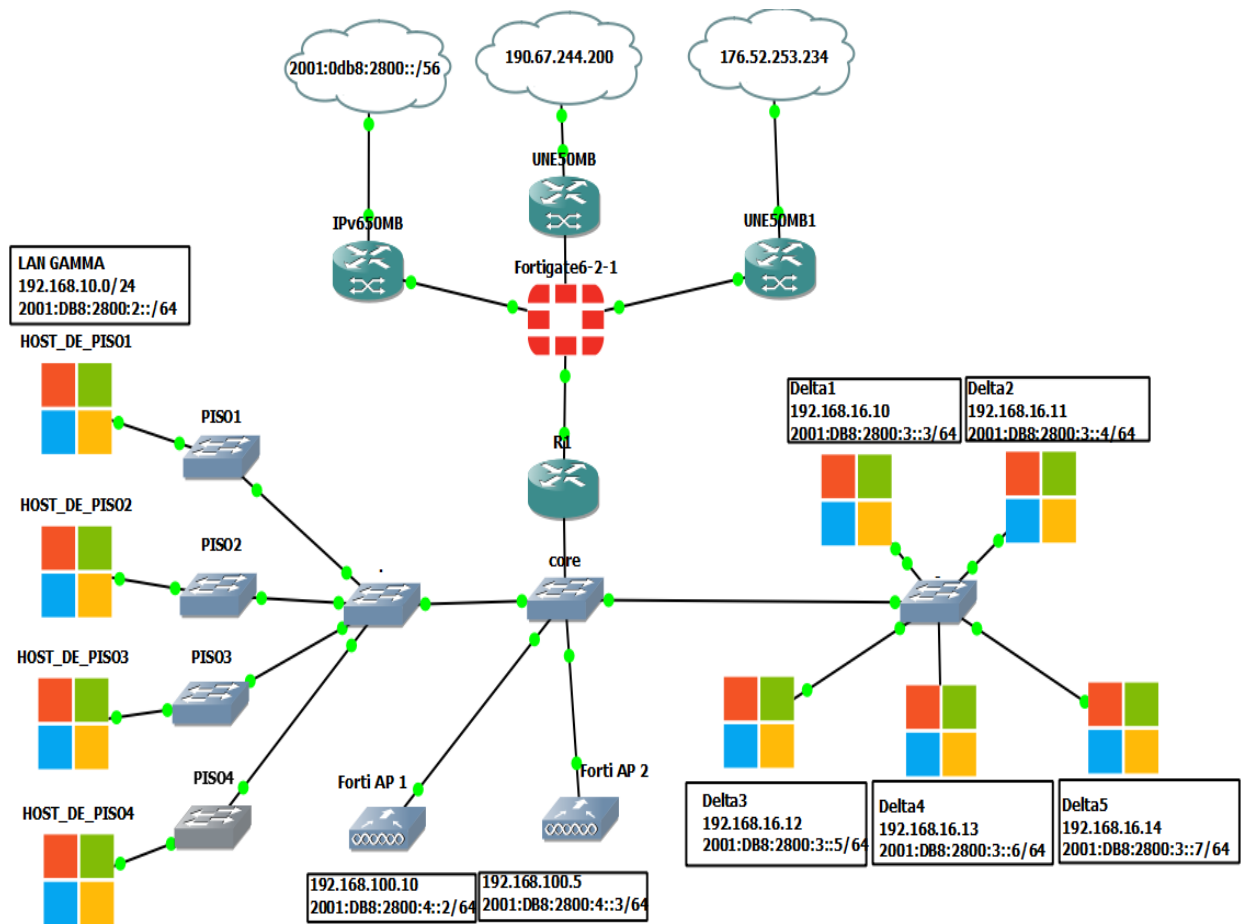 2001:0db8:2800::/56
190.67.244.200
176.52.253.234
UNE50MB
IPv650MB
UNE50MB1
Fortigate6-2-1
LAN GAMMA
192.168.10.0/24
2001:DB8:2800:2::/64
HOST_DE_PISO1
PISO1
R1
Delta1
192.168.16.10
2001:DB8:2800:3::3/64
Delta2
192.168.16.11
2001:DB8:2800:3::4/64
HOST_DE_PISO2
PISO2
core
HOST_DE_PISO3
PISO3
HOST_DE_PISO4
PISO4
Forti AP 1
Forti AP 2
192.168.100.10
2001:DB8:2800:4::2/64
192.168.100.5
2001:DB8:2800:4::3/64
Delta3
192.168.16.12
2001:DB8:2800:3::5/64
Delta4
192.168.16.13
2001:DB8:2800:3::6/64
Delta5
192.168.16.14
2001:DB8:2800:3::7/64